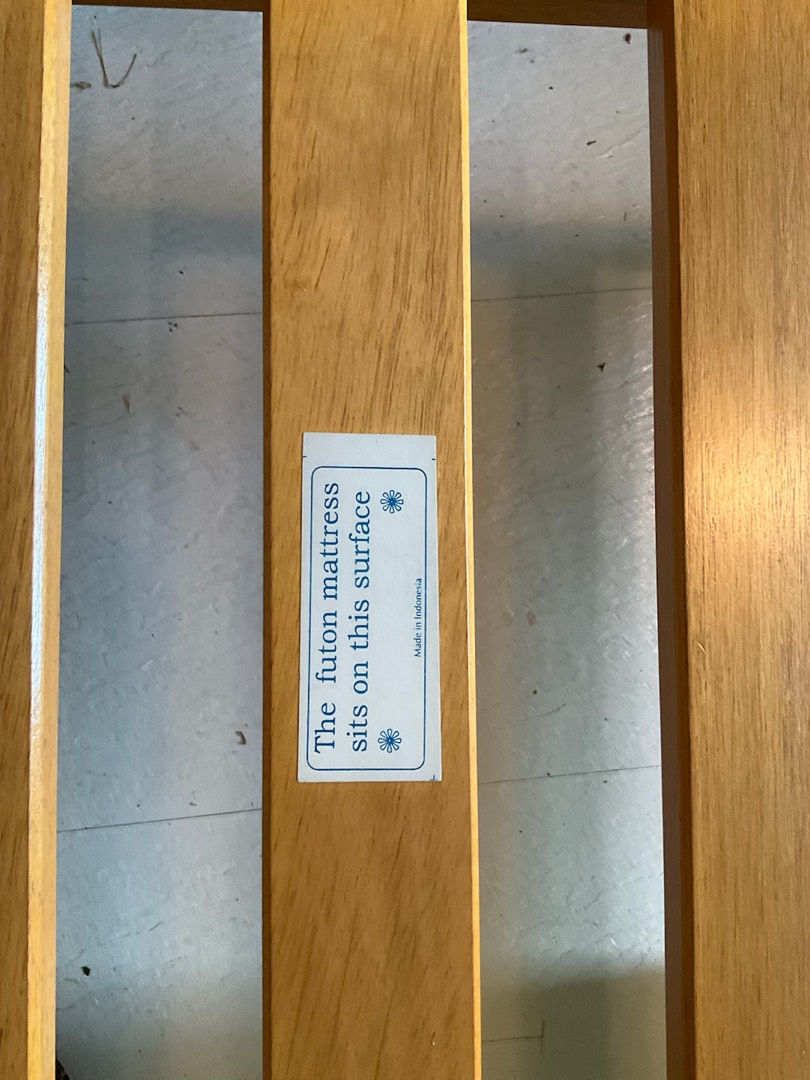 The futon mattress
sits on this surface
Made in Indonesia